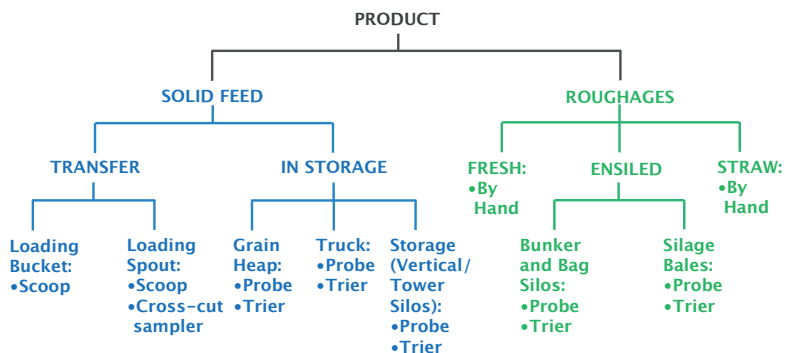 PRODUCT
SOLID FEED
ROUGHAGES
TRANSFER
IN STORAGE
FRESH:
•By
Hand
ENSILED
STRAW:
•By
Hand
Loading
Bucket:
•Scoop
Loading
Spout:
•Scoop
•Cross-cut
sampler
Grain
Heap:
•Probe
•Trier
Truck:
•Probe
•Trier
Storage
(Vertical/
Tower
Silos):
•Probe
•Trier
Bunker
and Bag
Silos:
•Probe
•Trier
Silage
Bales:
•Probe
•Trier